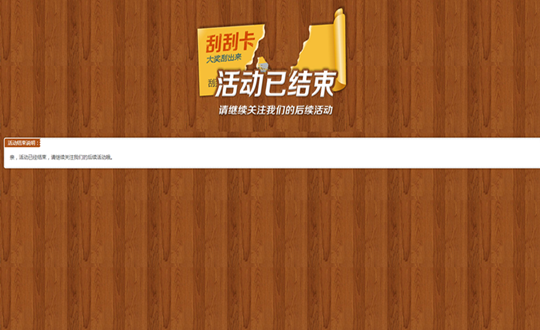 刮刮卡
大奖刮出来
刮
活动已结束
请继续关注我们的后续活动
活动结束说明：
亲，活动已经结束，请继续关注我们的后续活动哦。